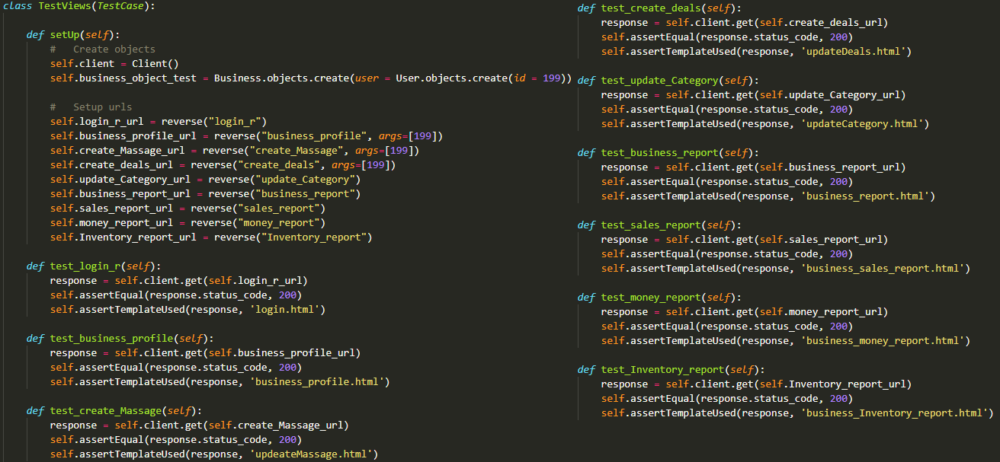 class TestViews(TestCase):
def setUp(self):
#   Create objects
self.client = Client()
self.business_object_test = Business.objects.create(user = User.objects.create(id = 199))
#   Setup urls
self.login_r_url = reverse("login_r")
self.business_profile_url = reverse("business_profile", args=[199])
self.create_Massage_url = reverse("create_Massage", args=[199])
self.create_deals_url = reverse("create_deals", args=[199])
self.update_Category_url = reverse("update_Category")
self.business_report_url = reverse("business_report")
self.sales_report_url = reverse("sales_report")
self.money_report_url = reverse("money_report")
self.Inventory_report_url = reverse("Inventory_report")
def test_login_r(self):
response = self.client.get(self.login_r_url)
self.assertEqual(response.status_code, 200)
self.assertTemplateUsed(response, 'login.html')
def test_business_profile(self):
response = self.client.get(self.business_profile_url)
self.assertEqual(response.status_code, 200)
self.assertTemplateUsed(response, 'business_profile.html')
def test_create_Massage(self):
response = self.client.get(self.create_Massage_url)
self.assertEqual(response.status_code, 200)
self.assertTemplateUsed(response, 'updeateMassage.html')
def test_create_deals(self):
response = self.client.get(self.create_deals_url)
self.assertEqual(response.status_code, 200)
self.assertTemplateUsed(response, 'updateDeals.html')
def test_update_Category(self):
response = self.client.get(self.update_Category_url)
self.assertEqual(response.status_code, 200)
self.assertTemplateUsed(response, 'updateCategory.html')
def test_business_report(self):
response = self.client.get(self.business_report_url)
self.assertEqual(response.status_code, 200)
self.assertTemplateUsed(response, 'business_report.html')
def test_sales_report(self):
response = self.client.get(self.sales_report_url)
self.assertEqual(response.status_code, 200)
self.assertTemplateUsed(response, 'business_sales_report.html')
def test_money_report(self):
response = self.client.get(self.money_report_url)
self.assertEqual(response.status_code, 200)
self.assertTemplateUsed(response, 'business_money_report.html')
def test_Inventory_report(self):
response = self.client.get(self.Inventory_report_url)
self.assertEqual(response.status_code, 200)
self.assertTemplateUsed(response, 'business_Inventory_report.html')